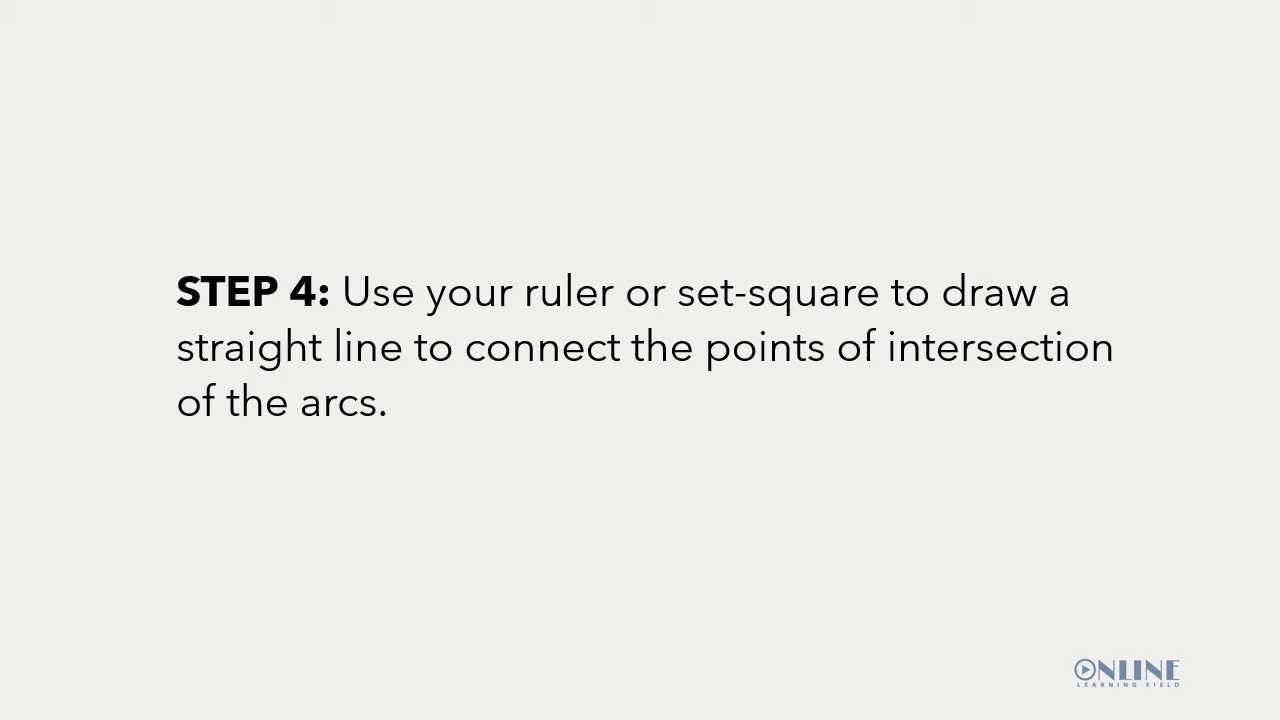 STEP 4: Use your ruler or set-square to draw a
straight line to connect the points of intersection
of the arcs.
ONLINE
LEARNING FIELD